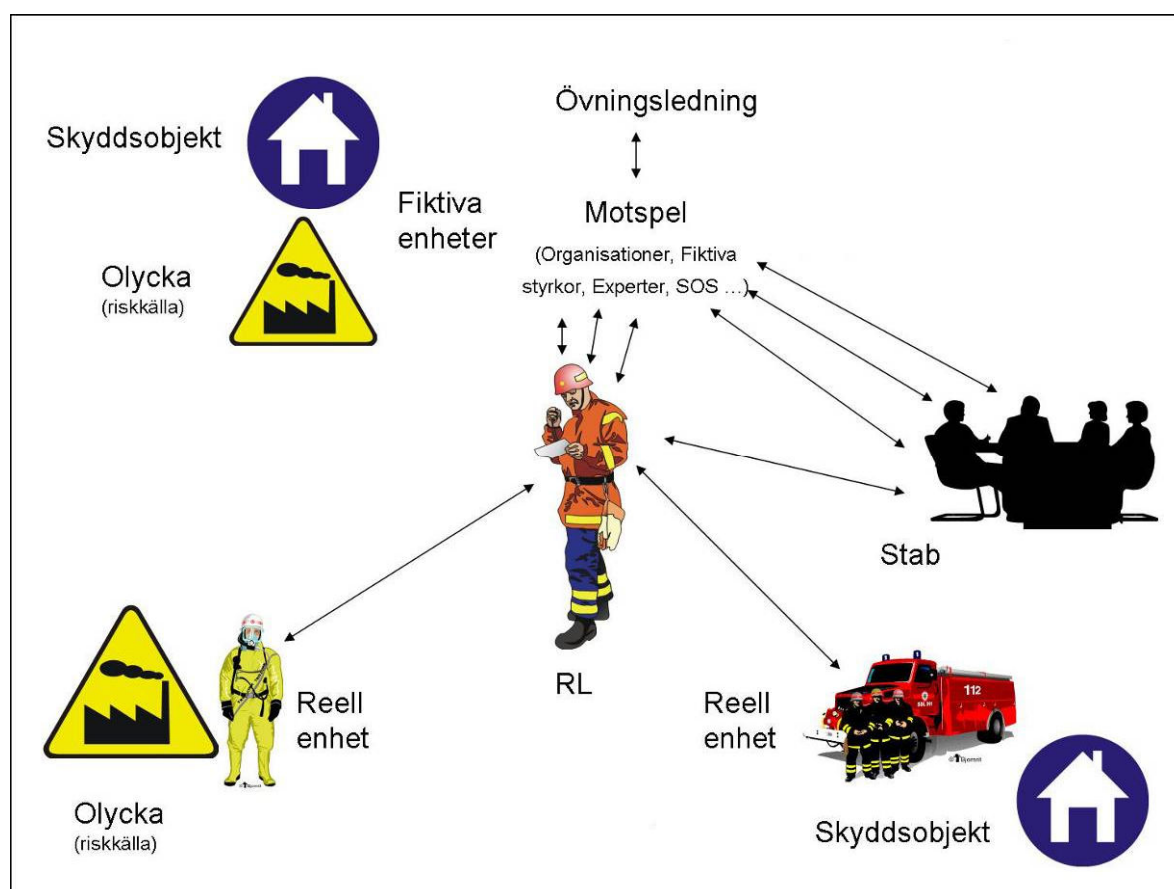 Övningsledning
Skyddsobjekt
Fiktiva
enheter
Motspel
(Organisationer, Fiktiva
styrkor, Experter, SOS ...)
Olycka
(riskkälla)
Stab
RL
Reell
enhet
Reell
enhet
112
Olycka
(riskkälla)
Skyddsobjekt